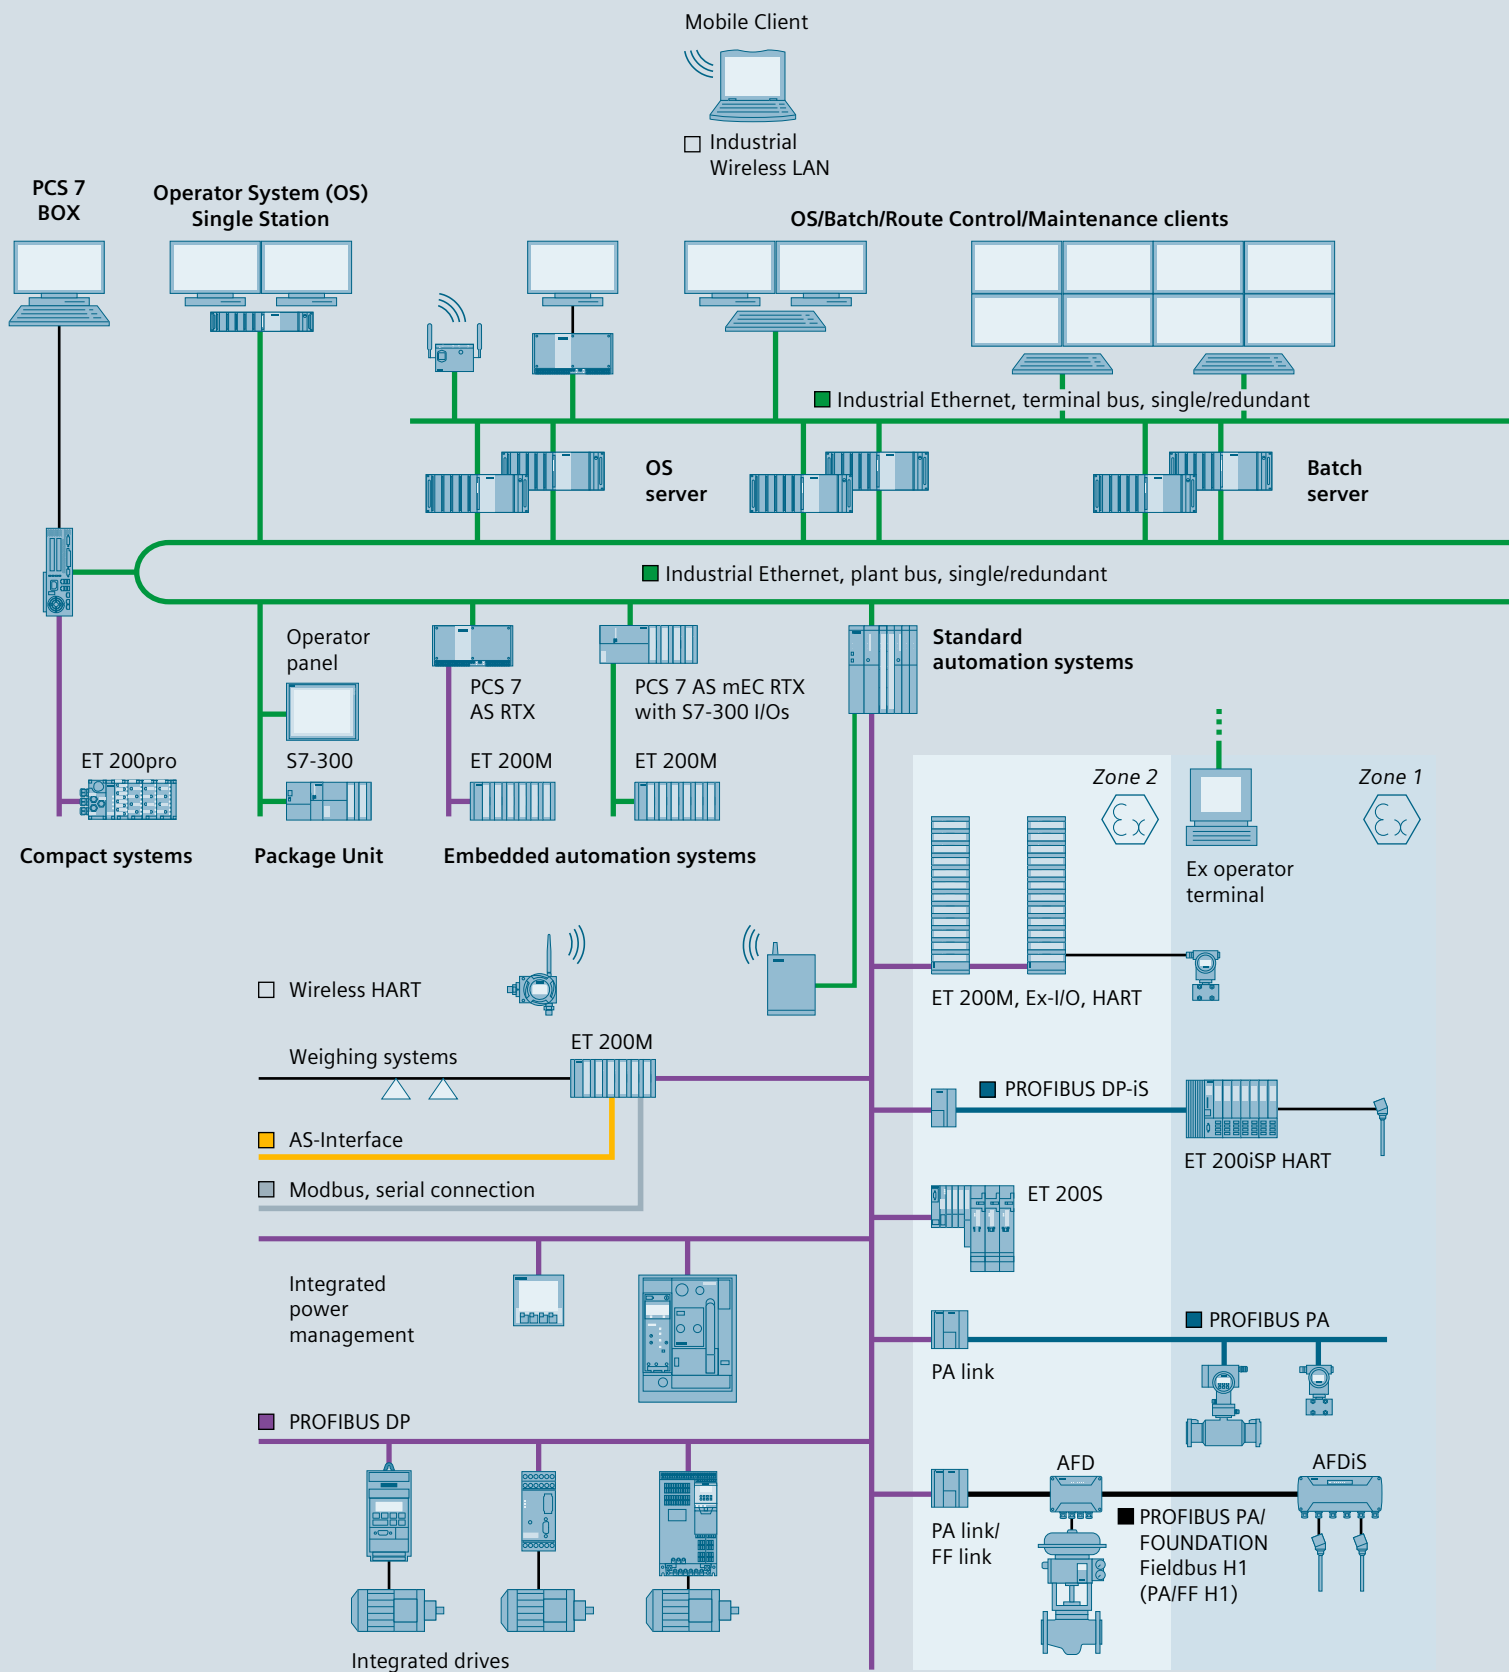 Mobile Client
Industrial
Wireless LAN
PCS 7
BOX
Operator System (OS)
Single Station
OS/Batch/Route Control/Maintenance clients
Industrial Ethernet, terminal bus, single/redundant
OS
server
Batch
server
Industrial Ethernet, plant bus, single/redundant
Operator
panel
PCS 7
AS RTX
PCS 7 AS mEC RTX
with S7-300 I/Os
Standard
automation systems
ET 200pro
S7-300
ET 200M
ET 200M
Compact systems
Package Unit
Embedded automation systems
Zone 2
Ex
Zone 1
Ex
Ex operator
terminal
Wireless HART
ET 200M, Ex-I/O, HART
Weighing systems
ET 200M
PROFIBUS DP-iS
AS-Interface
ET 200iSP HART
Modbus, serial connection
ET 200S
Integrated
power
management
PROFIBUS PA
PA link
PROFIBUS DP
AFD
AFDiS
PA link/
FF link
PROFIBUS PA/
FOUNDATION
Fieldbus H1
(PA/FF H1)
Integrated drives